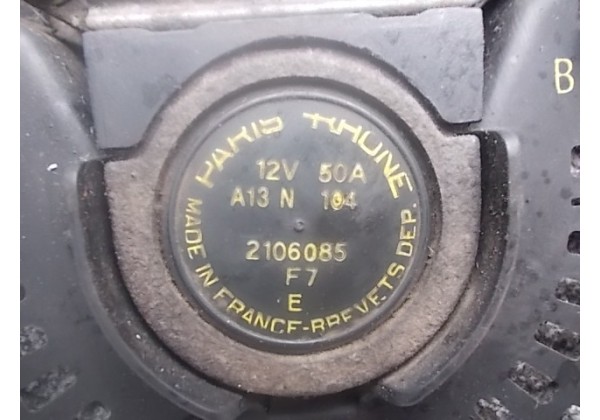 PARIS RHONE
12V 50A
A13 N 104
2106085
F7
E
MADE IN FRANCE-BREVETS DEP.
B